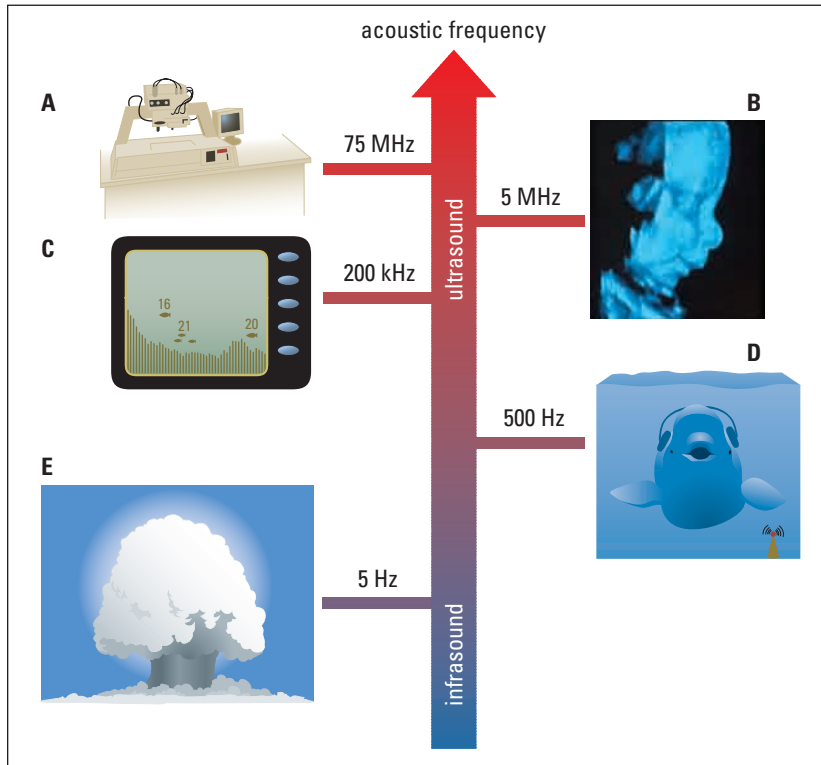 acoustic frequency
A
B
75 MHz
5 MHz
C
200 kHz
ultrasound
16
21
20
D
500 Hz
E
5 Hz
infrasound